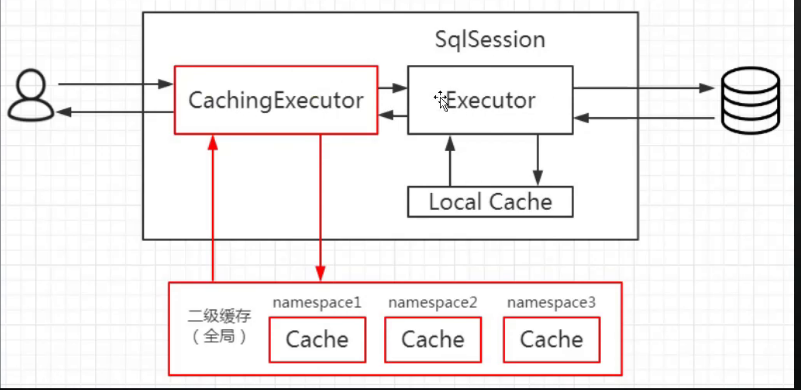 SqlSession
CachingExecutor
Executor
Local Cache
二级缓存
（全局）
namespace1
namespace2
namespace3
Cache
Cache
Cache